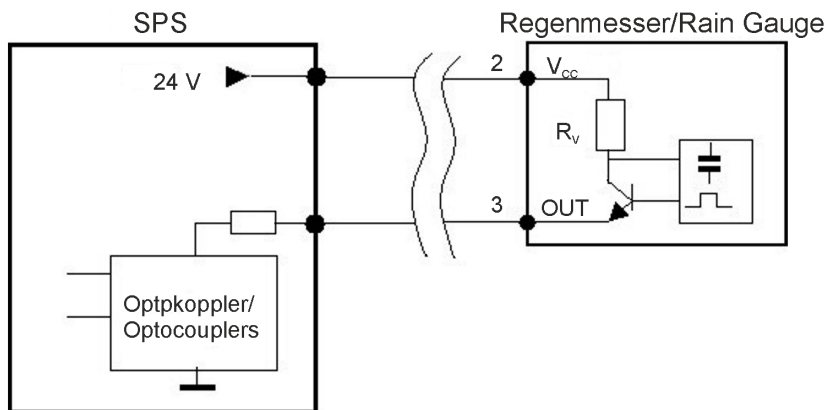 SPS
Regenmesser/Rain Gauge
24 V
2
Vcc
Rv
3
OUT
Optpkoppler/
Optocouplers